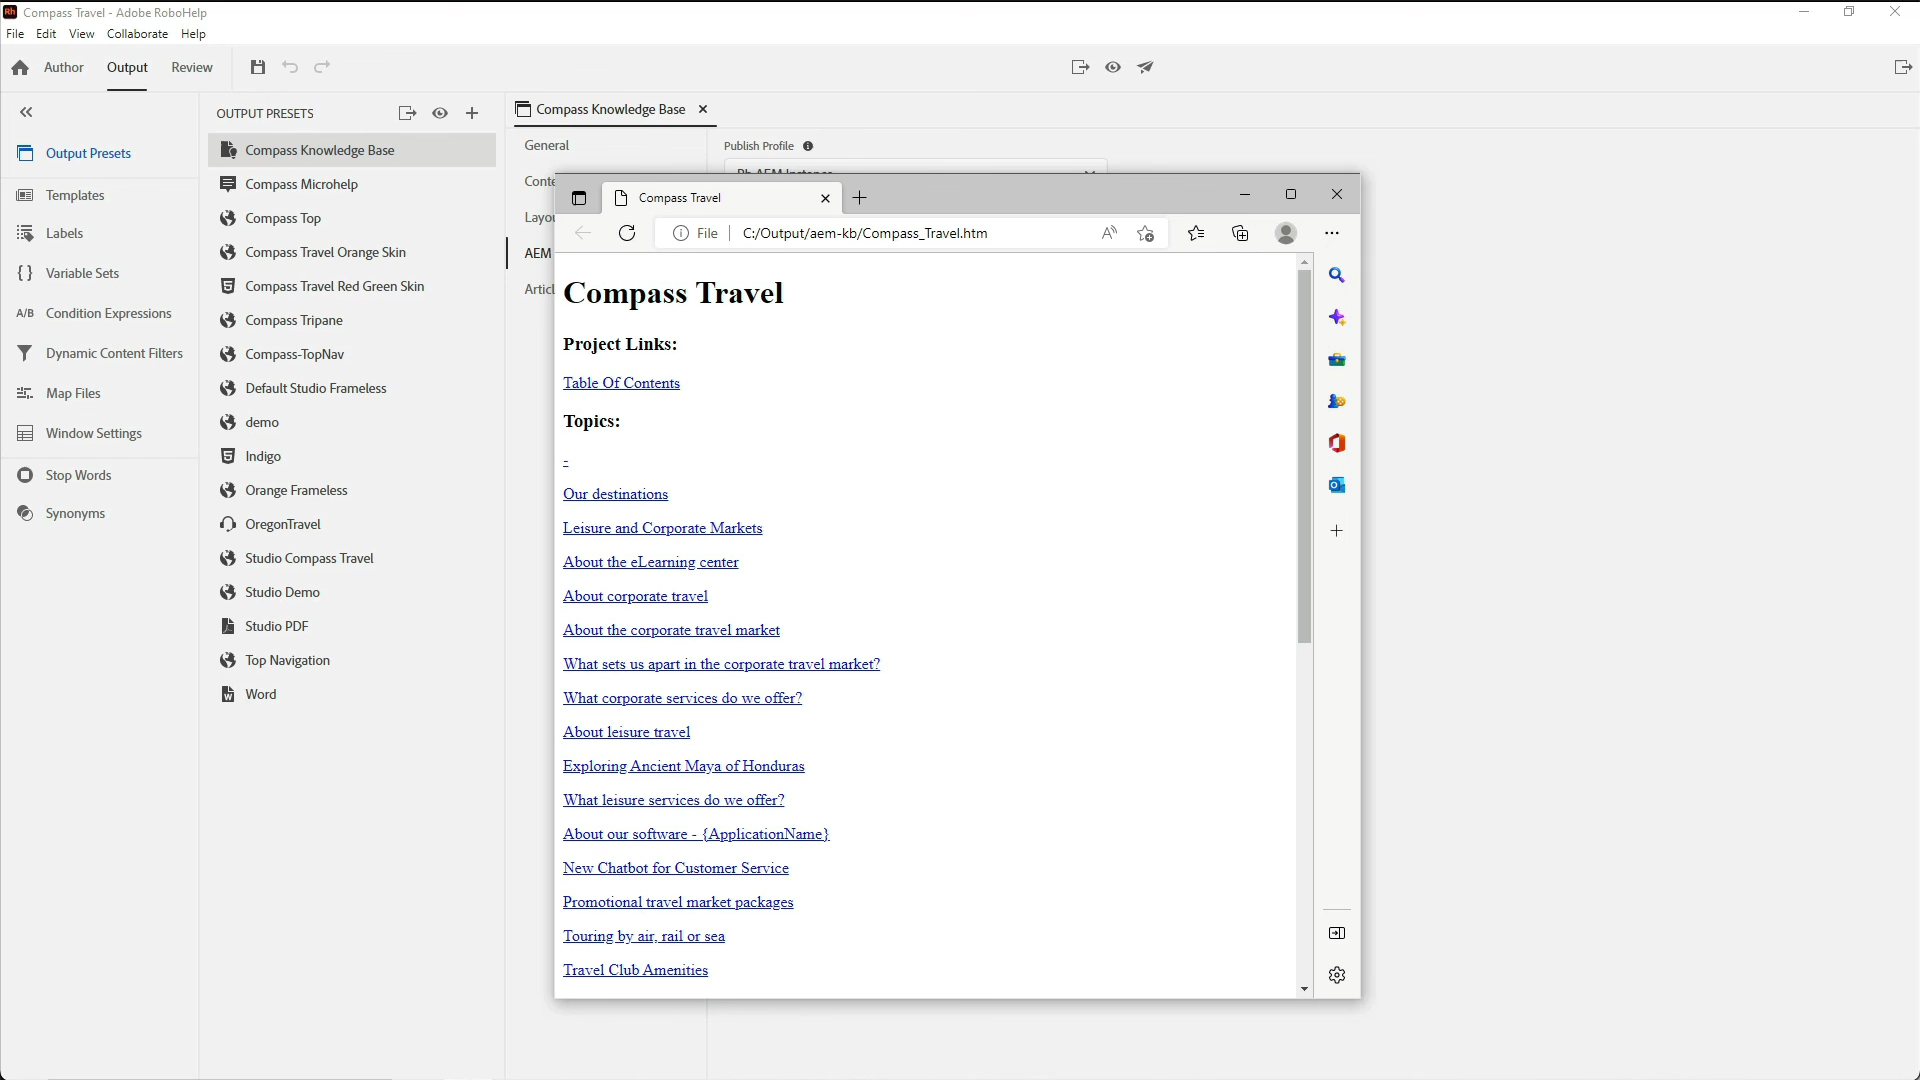 Rh Compass Travel - Adobe RoboHelp
File Edit View Collaborate Help
Author Output Review
OUTPUT PRESETS
Compass Knowledge Base
Output Presets
Templates
Labels
Variable Sets
A/B Condition Expressions
Dynamic Content Filters
Map Files
Window Settings
Stop Words
Synonyms
Compass Knowledge Base
Compass Microhelp
Compass Top
Compass Travel Orange Skin
Compass Travel Red Green Skin
Compass Tripane
Compass-TopNav
Default Studio Frameless
demo
Indigo
Orange Frameless
OregonTravel
Studio Compass Travel
Studio Demo
Studio PDF
Top Navigation
Word
General
Publish Profile
Rh AEM Instance
Conte
Layou
AEM
Articl
Compass Travel
File C:/Output/aem-kb/Compass_Travel.htm
Compass Travel
Project Links:
Table Of Contents
Topics:
-
Our destinations
Leisure and Corporate Markets
About the eLearning center
About corporate travel
About the corporate travel market
What sets us apart in the corporate travel market?
What corporate services do we offer?
About leisure travel
Exploring Ancient Maya of Honduras
What leisure services do we offer?
About our software - {ApplicationName}
New Chatbot for Customer Service
Promotional travel market packages
Touring by air, rail or sea
Travel Club Amenities